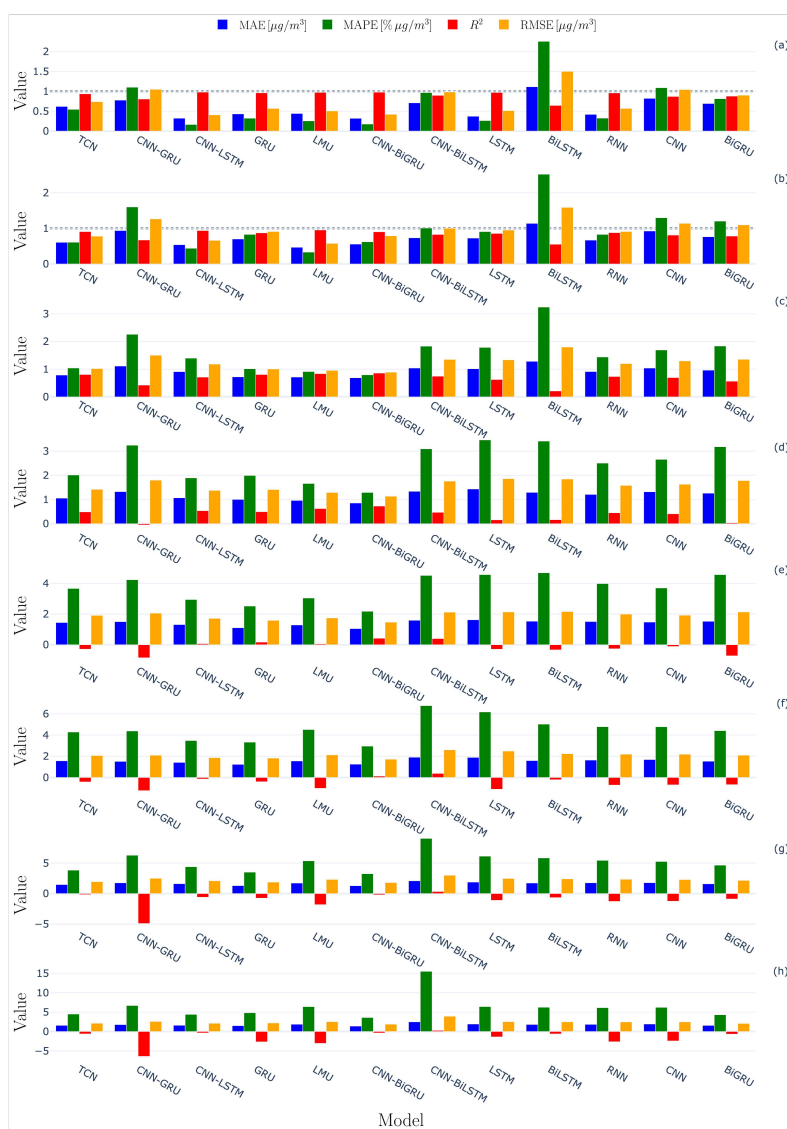 MAE [μg/m³] MAPE [% μg/m³] R² RMSE [μg/m³]
(a)
Value
2
1.5
1
0.5
0
TCN CNN-GRU CNN-LSTM GRU LMU CNN-BiGRU CNN-BiLSTM LSTM BiLSTM RNN CNN BiGRU
(b)
Value
2
1
0
TCN CNN-GRU CNN-LSTM GRU LMU CNN-BiGRU CNN-BiLSTM LSTM BiLSTM RNN CNN BiGRU
(c)
Value
3
2
1
0
TCN CNN-GRU CNN-LSTM GRU LMU CNN-BiGRU CNN-BiLSTM LSTM BiLSTM RNN CNN BiGRU
(d)
Value
3
2
1
0
TCN CNN-GRU CNN-LSTM GRU LMU CNN-BiGRU CNN-BiLSTM LSTM BiLSTM RNN CNN BiGRU
(e)
Value
4
2
0
TCN CNN-GRU CNN-LSTM GRU LMU CNN-BiGRU CNN-BiLSTM LSTM BiLSTM RNN CNN BiGRU
(f)
Value
6
4
2
0
TCN CNN-GRU CNN-LSTM GRU LMU CNN-BiGRU CNN-BiLSTM LSTM BiLSTM RNN CNN BiGRU
(g)
Value
5
0
−5
TCN CNN-GRU CNN-LSTM GRU LMU CNN-BiGRU CNN-BiLSTM LSTM BiLSTM RNN CNN BiGRU
(h)
Value
15
10
5
0
−5
TCN CNN-GRU CNN-LSTM GRU LMU CNN-BiGRU CNN-BiLSTM LSTM BiLSTM RNN CNN BiGRU
Model